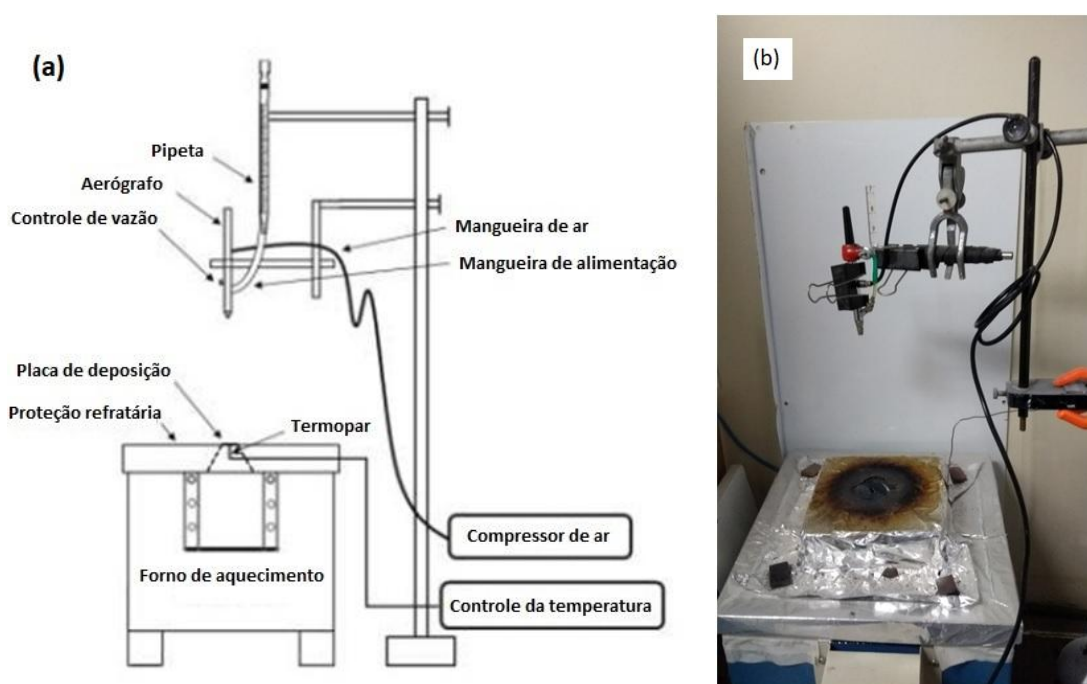 (a)
(b)
Pipeta
Aerógrafo
Controle de vazão
Mangueira de ar
Mangueira de alimentação
Placa de deposição
Proteção refratária
Termopar
Compressor de ar
Forno de aquecimento
Controle da temperatura